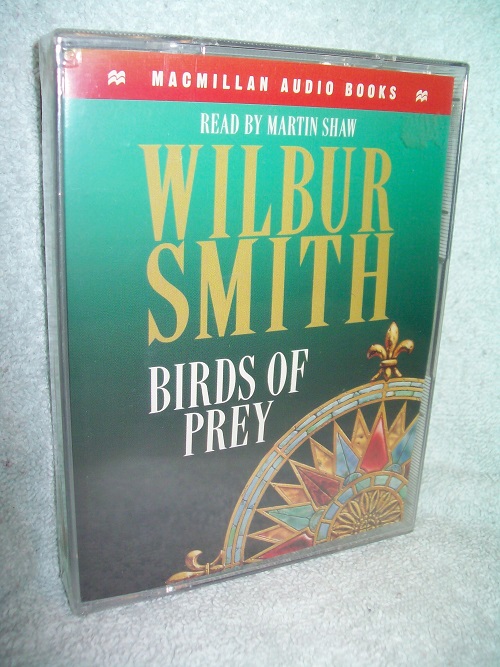 MACMILLAN AUDIO BOOKS
READ BY MARTIN SHAW
WILBUR
SMITH
BIRDS OF
PREY